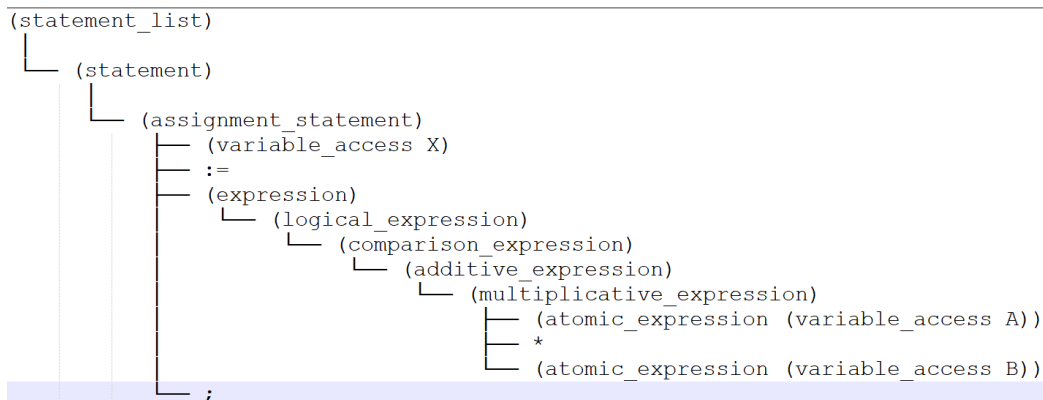 (statement_list)
(statement)
(assignment_statement)
(variable_access X)
:=
(expression)
(logical_expression)
(comparison_expression)
(additive_expression)
(multiplicative_expression)
(atomic_expression (variable_access A))
*
(atomic_expression (variable_access B))
;